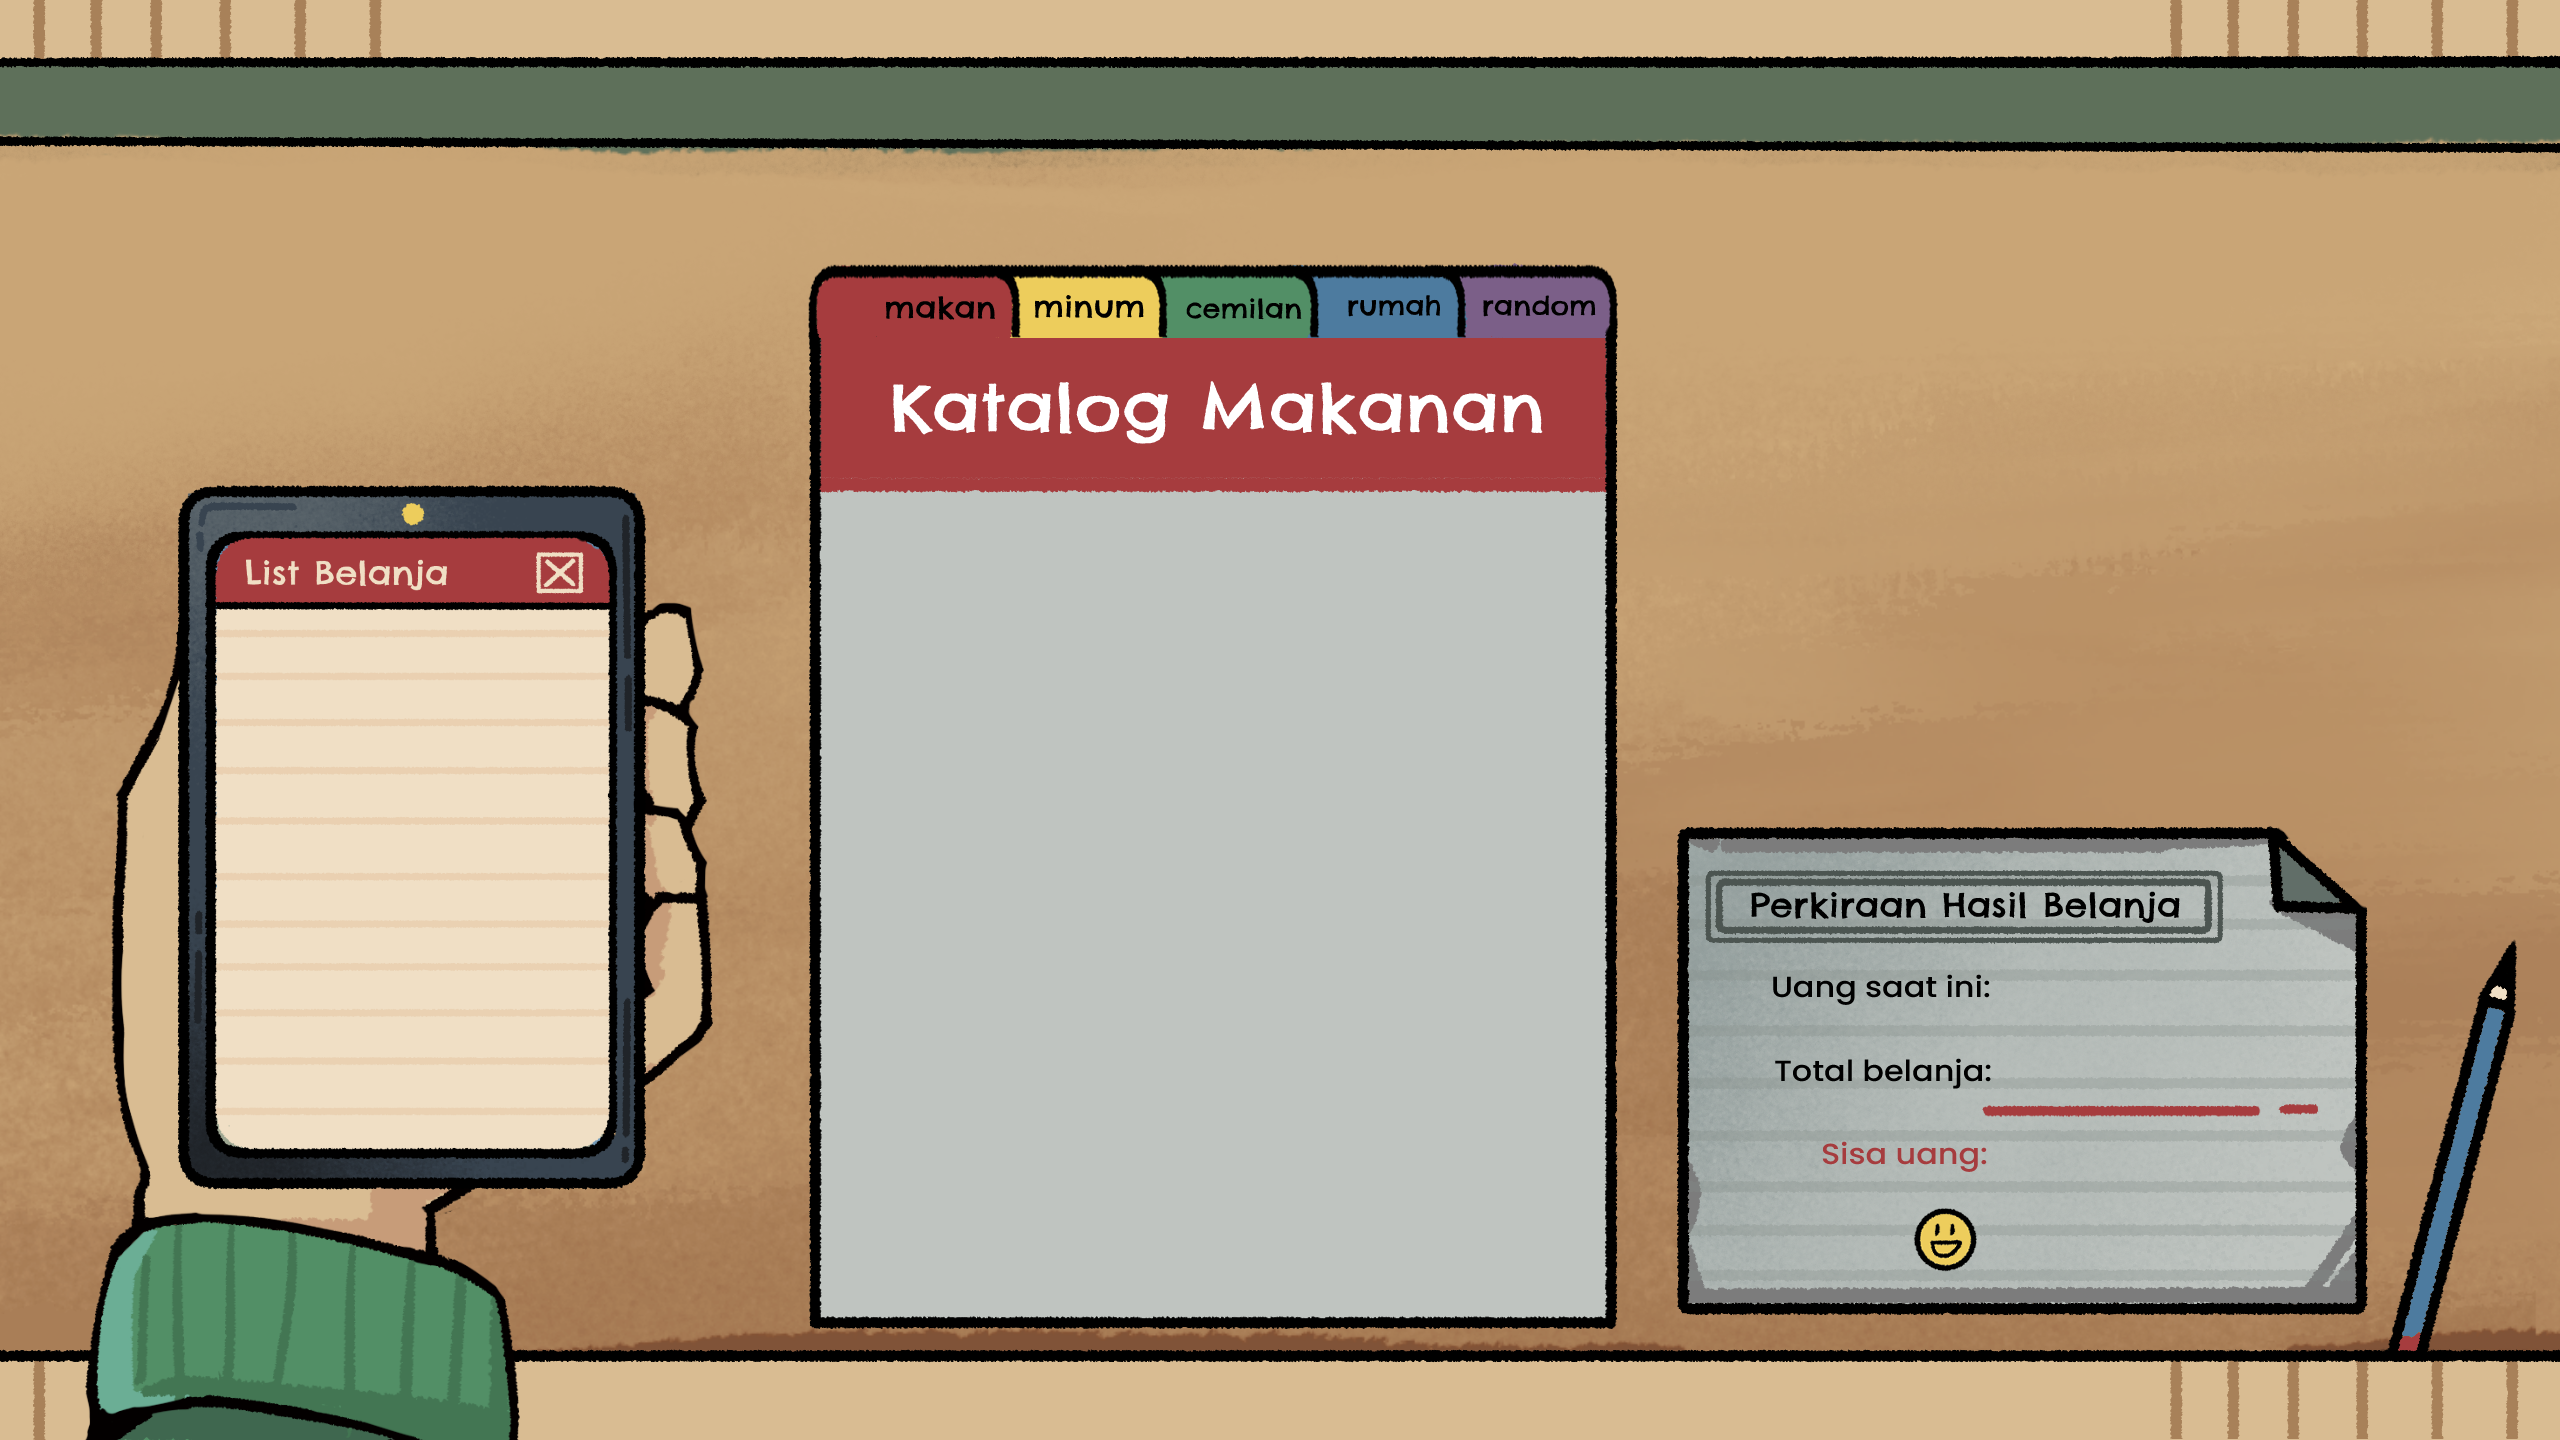 makan minum cemilan rumah random
Katalog Makanan
List Belanja
Perkiraan Hasil Belanja
Uang saat ini:
Total belanja:
Sisa uang: